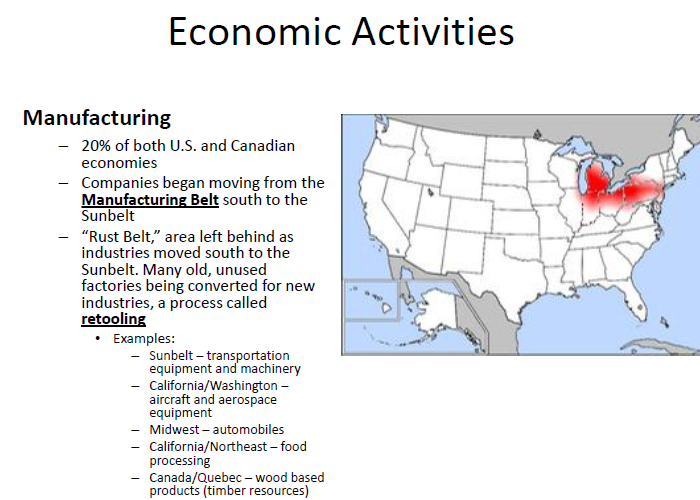 Economic Activities
Manufacturing
– 20% of both U.S. and Canadian
economies
– Companies began moving from the
Manufacturing Belt south to the
Sunbelt
– “Rust Belt,” area left behind as
industries moved south to the
Sunbelt. Many old, unused
factories being converted for new
industries, a process called
retooling
• Examples:
– Sunbelt – transportation
equipment and machinery
– California/Washington –
aircraft and aerospace
equipment
– Midwest – automobiles
– California/Northeast – food
processing
– Canada/Quebec – wood based
products (timber resources)